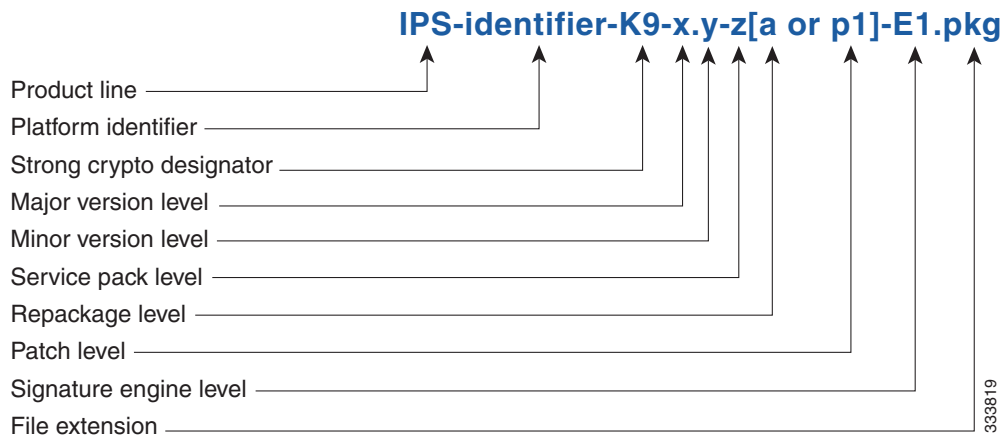 IPS-identifier-K9-x.y-z[a or p1]-E1.pkg
Product line
Platform identifier
Strong crypto designator
Major version level
Minor version level
Service pack level
Repackage level
Patch level
Signature engine level
File extension
333819